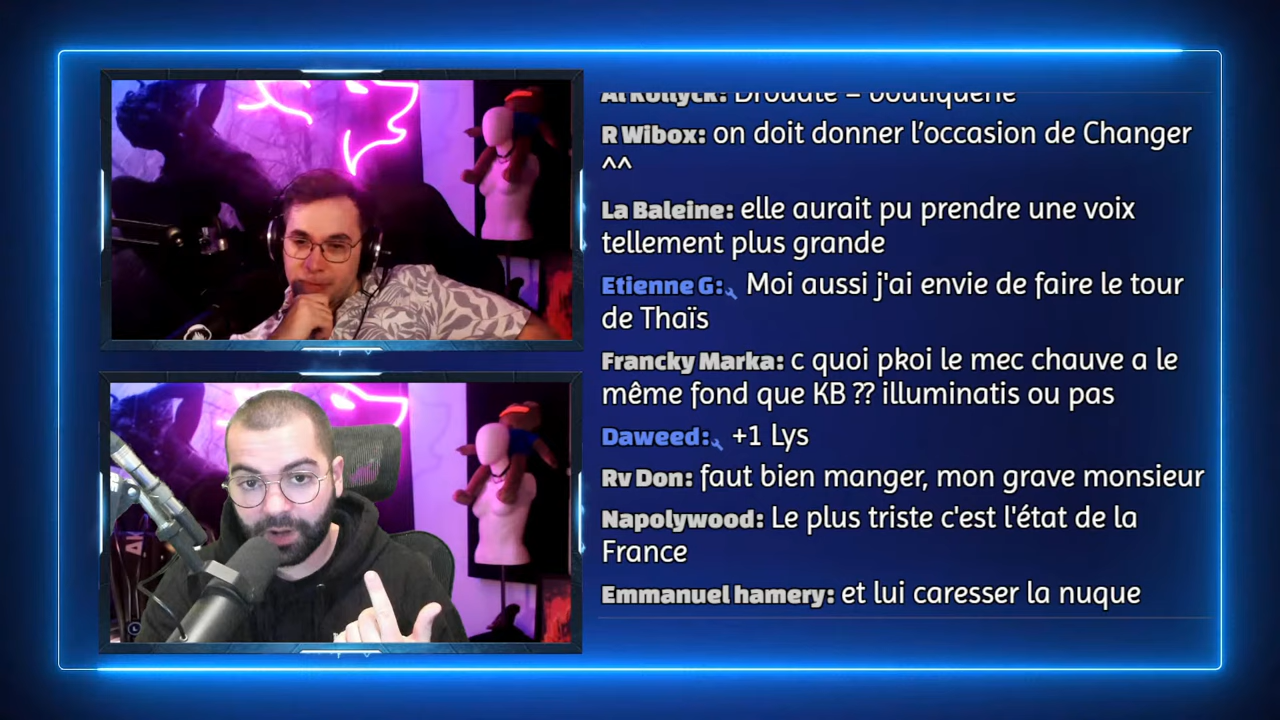 R Wibox: on doit donner l'occasion de Changer
^^
La Baleine: elle aurait pu prendre une voix
tellement plus grande
Etienne G: Moi aussi j'ai envie de faire le tour
de Thaïs
Francky Marka: c quoi pkoi le mec chauve a le
même fond que KB ?? illuminatis ou pas
Daweed: +1 Lys
Rv Don: faut bien manger, mon grave monsieur
Napolywood: Le plus triste c'est l'état de la
France
Emmanuel hamery: et lui caresser la nuque